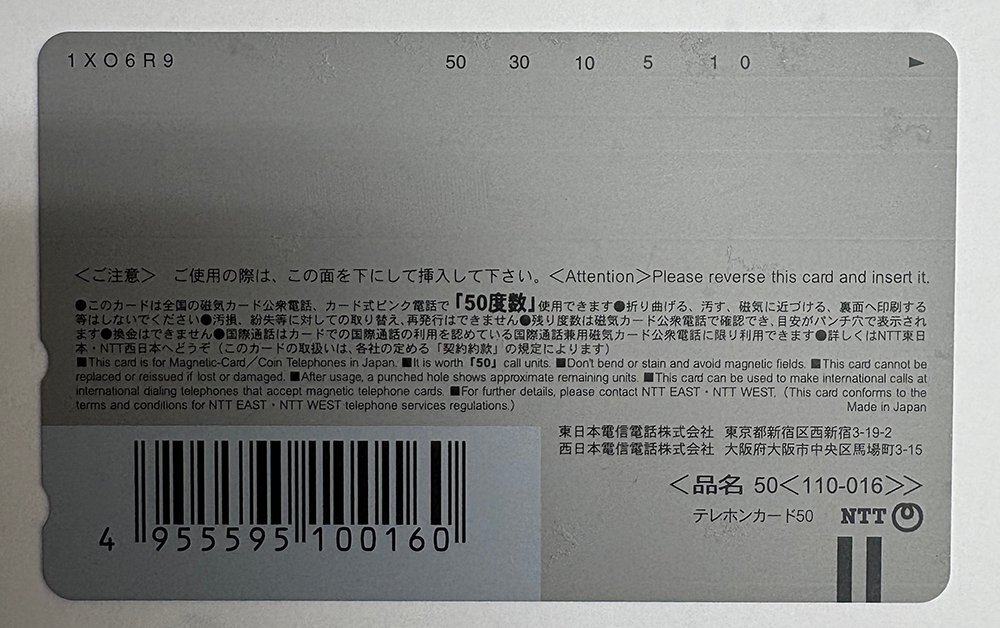 1XO6R9 50 30 10 5 1 0 ►
＜ご注意＞ ご使用の際は、この面を下にして挿入して下さい。＜Attention＞Please reverse this card and insert it.
●このカードは全国の磁気カード公衆電話、カード式ピンク電話で「50度数」使用できます●折り曲げる、汚す、磁気に近づける、裏面へ印刷する
等はしないでください●汚損、紛失等に対しての取り替え、再発行はできません●残り度数は磁気カード公衆電話で確認でき、目安がパンチ穴で表示され
ます●換金はできません●国際通話はカードでの国際通話の利用を認めている国際通話兼用磁気カード公衆電話に限り利用できます●詳しくはNTT東日
本・NTT西日本へどうぞ（このカードの取扱いは、各社の定める「契約約款」の規定によります）
■This card is for Magnetic-Card／Coin Telephones in Japan. ■It is worth「50」call units. ■Don't bend or stain and avoid magnetic fields. ■This card cannot be
replaced or reissued if lost or damaged. ■After usage, a punched hole shows approximate remaining units. ■This card can be used to make international calls at
international dialing telephones that accept magnetic telephone cards. ■For further details, please contact NTT EAST・NTT WEST.（This card conforms to the
terms and conditions for NTT EAST・NTT WEST telephone services regulations.） Made in Japan
東日本電信電話株式会社 東京都新宿区西新宿3-19-2
西日本電信電話株式会社 大阪府大阪市中央区馬場町3-15
＜品名 50＜110-016＞＞
テレホンカード50 NTT
4 955595 100160